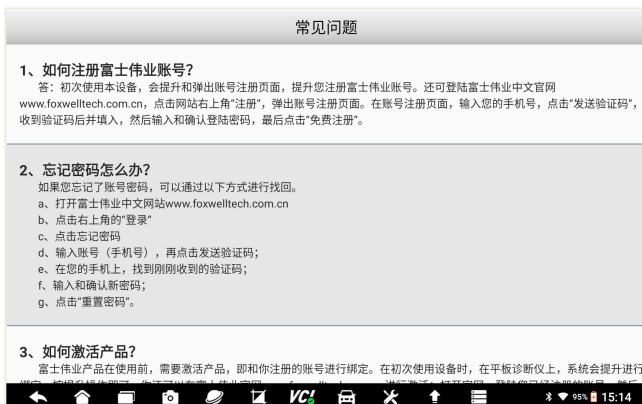 常见问题
1、如何注册富士伟业账号？
答：初次使用本设备，会提升和弹出账号注册页面，提升您注册富士伟业账号。还可登陆富士伟业中文官网
www.foxwelltech.com.cn，点击网站右上角“注册”，弹出账号注册页面。在账号注册页面，输入您的手机号，点击“发送验证码”，
收到验证码后并填入，然后输入和确认登陆密码，最后点击“免费注册”。
2、忘记密码怎么办？
如果您忘记了账号密码，可以通过以下方式进行找回。
a、打开富士伟业中文网站www.foxwelltech.com.cn
b、点击右上角的“登录”
c、点击忘记密码
d、输入账号（手机号），再点击发送验证码；
e、在您的手机上，找到刚刚收到的验证码；
f、输入和确认新密码；
g、点击“重置密码”。
3、如何激活产品？
富士伟业产品在使用前，需要激活产品，即和你注册的账号进行绑定。在初次使用设备时，在平板诊断仪上，系统会提升进行
VCI
95%
15:14